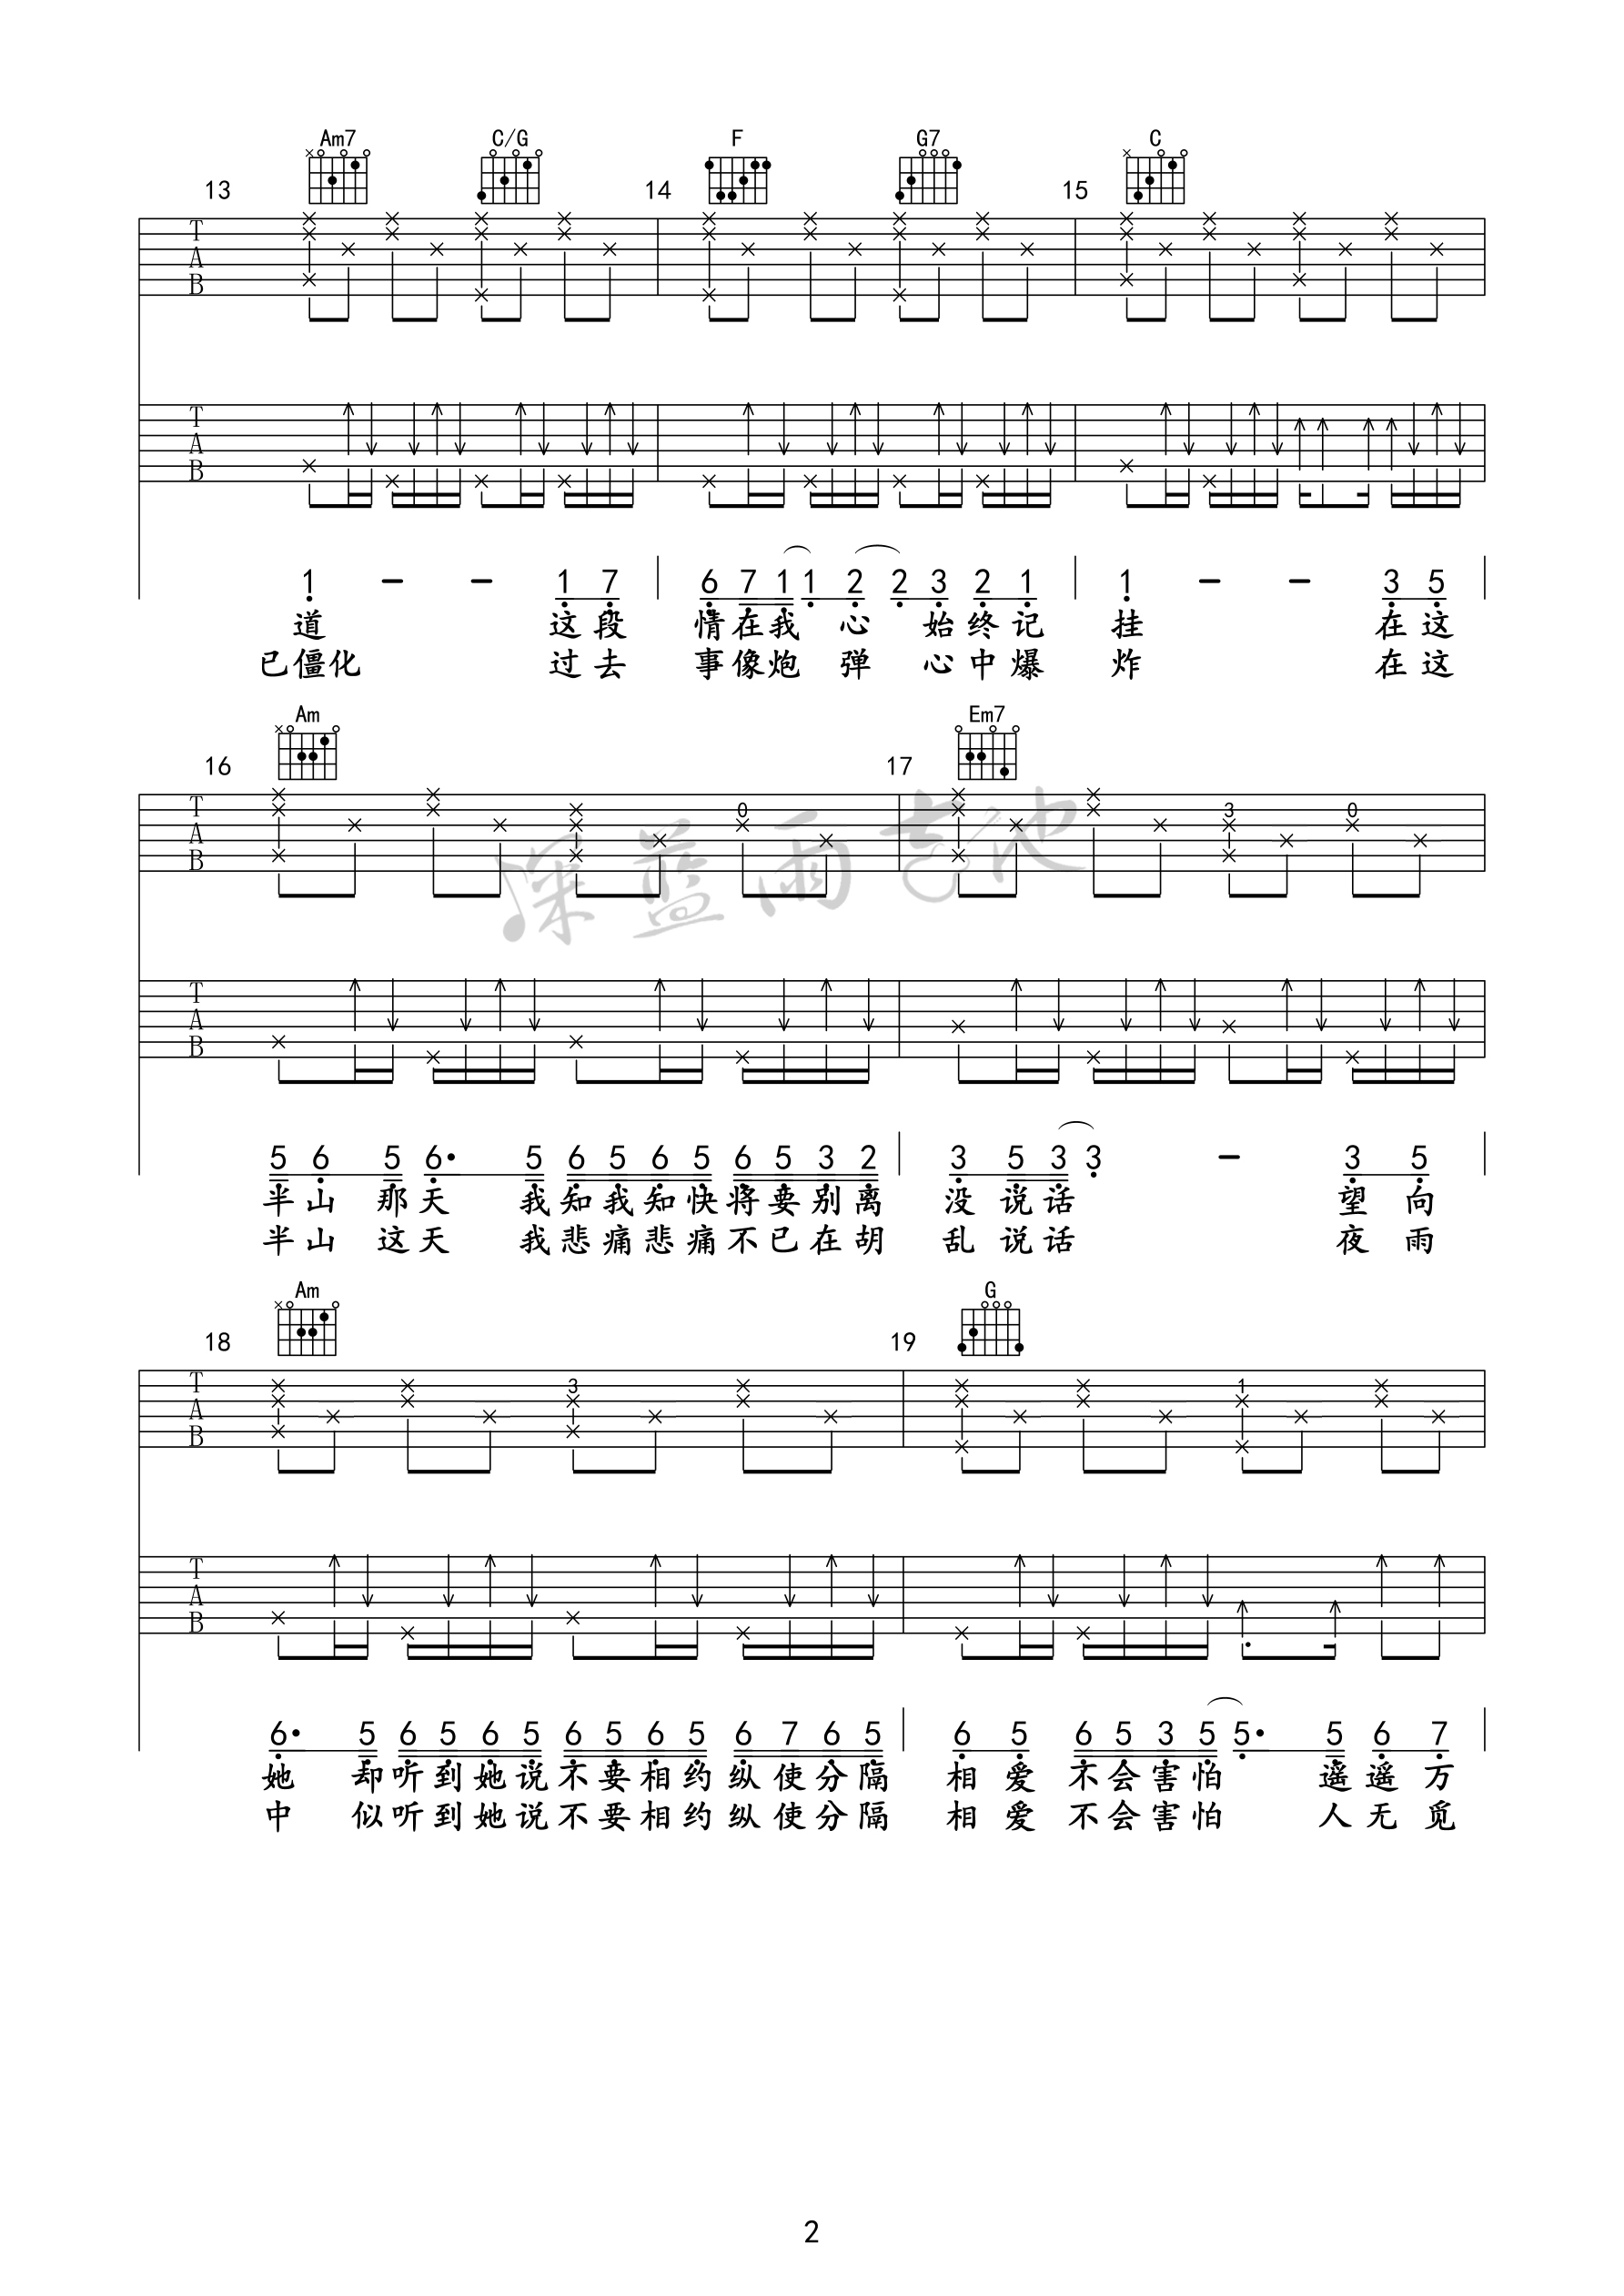 Am7 C/G F G7 C
13 14 15
T A B
T A B
1 - - 1 7 6 7 1 1 2 2 3 2 1 1 - - 3 5
道 这段 情在我 心 始终记 挂 在这
已僵化 过去 事像炮 弹 心中爆 炸 在这
Am Em7
16 17
0 3 0
T A B
深蓝雨吉他
T A B
5 6 5 6· 5 6 5 6 5 6 5 3 2 3 5 3 3 - 3 5
半山 那天 我知我知快将要别离 没说话 望向
半山 这天 我悲痛悲痛不已在胡 乱说话 夜雨
Am G
18 19
3 1
T A B
T A B
6· 5 6 5 6 5 6 5 6 5 6 7 6 5 6 5 6 5 3 5 5· 5 6 7
她 却听到她说不要相约纵使分隔 相爱 不会害怕 遥遥万
中 似听到她说不要相约纵使分隔 相爱 不会害怕 人无觅
2